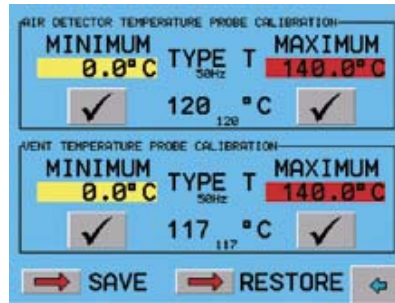 AIR DETECTOR TEMPERATURE PROBE CALIBRATION
MINIMUM TYPE T MAXIMUM
0.0°C 50Hz 140.0°C
120 °C
120
VENT TEMPERATURE PROBE CALIBRATION
MINIMUM TYPE T MAXIMUM
0.0°C 50Hz 140.0°C
117 °C
117
SAVE RESTORE